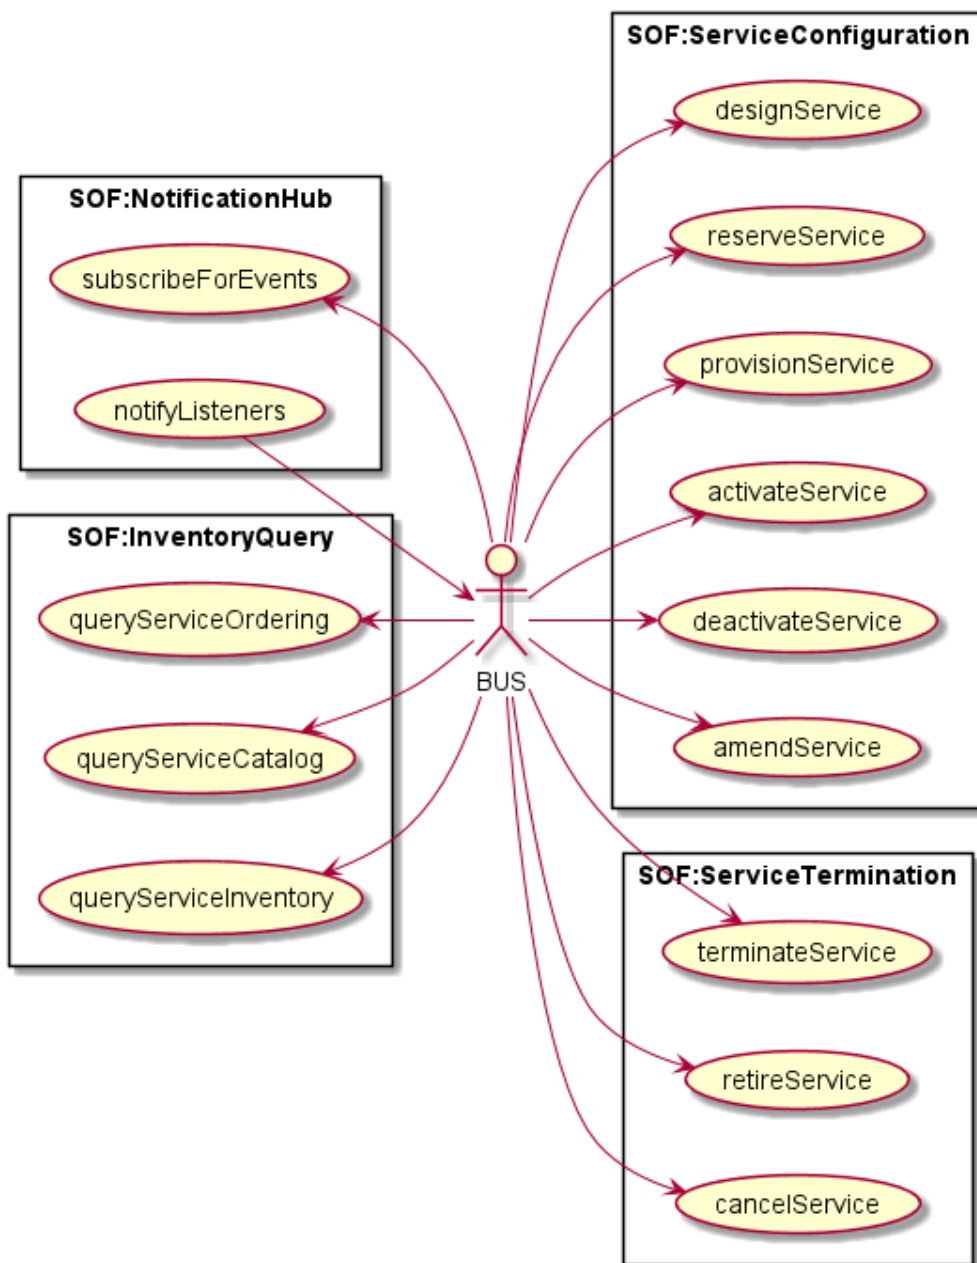 SOF:ServiceConfiguration
designService
reserveService
provisionService
activateService
deactivateService
amendService
SOF:NotificationHub
subscribeForEvents
notifyListeners
SOF:InventoryQuery
queryServiceOrdering
queryServiceCatalog
queryServiceInventory
BUS
SOF:ServiceTermination
terminateService
retireService
cancelService